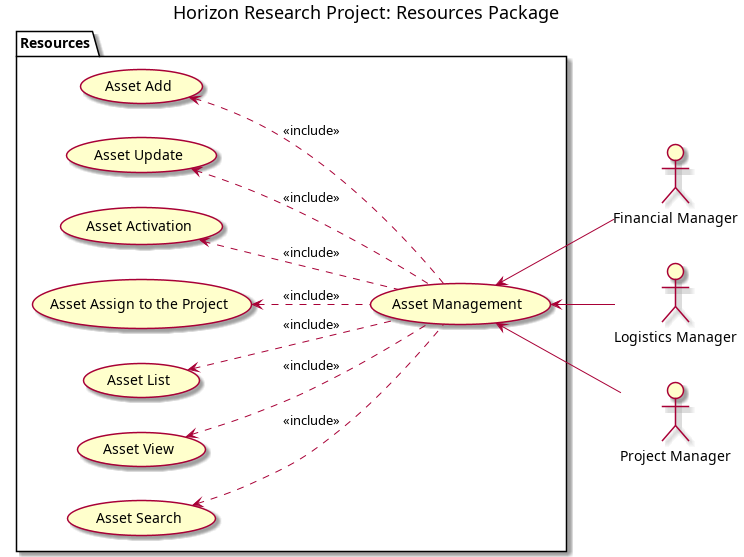 Horizon Research Project: Resources Package
Resources
Asset Add
«include»
Asset Update
«include»
Asset Activation
«include»
Asset Assign to the Project
«include»
Asset Management
Asset List
«include»
Asset View
«include»
Asset Search
«include»
Financial Manager
Logistics Manager
Project Manager